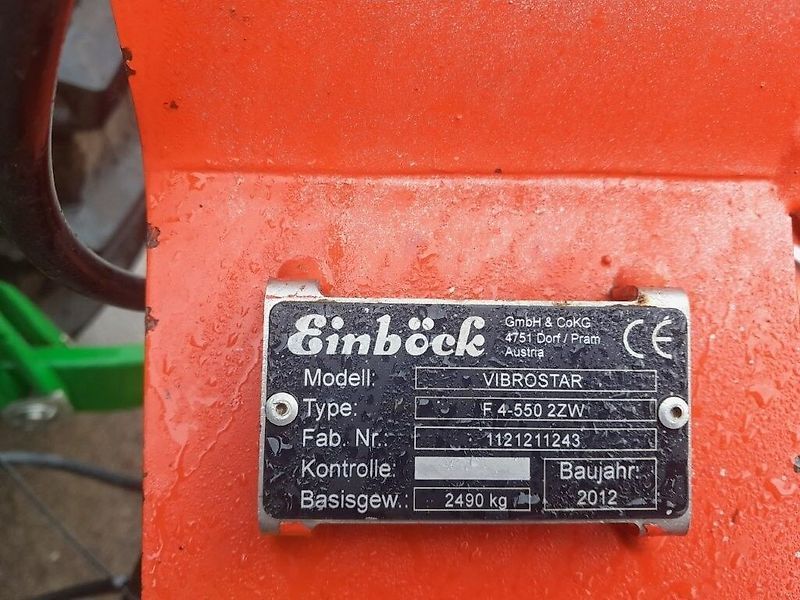 Einböck
GmbH & CoKG
4751 Dorf / Pram
Austria
CE
Modell: VIBROSTAR
Type: F 4-550 2ZW
Fab. Nr.: 1121211243
Kontrolle:
Baujahr:
Basisgew.: 2490 kg
2012